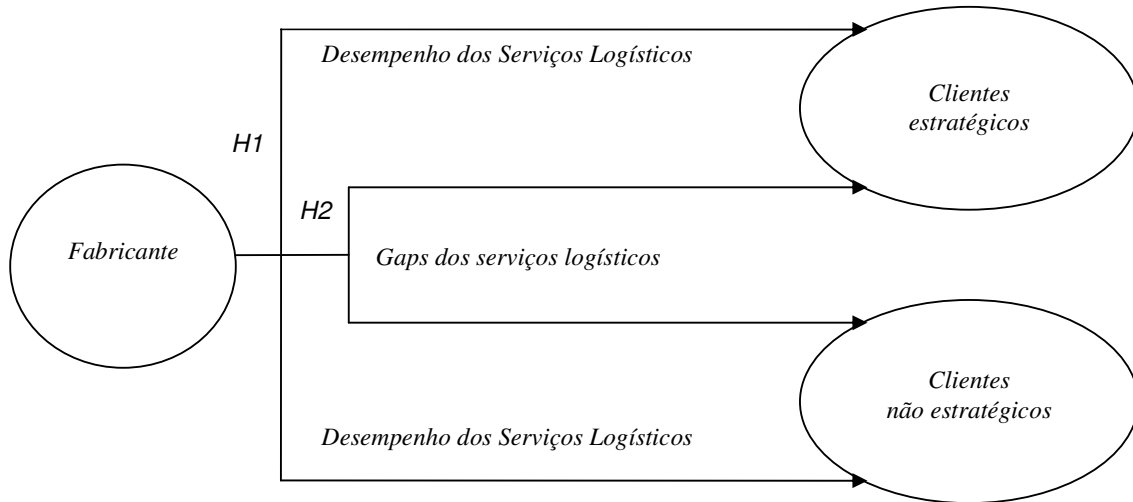 Desempenho dos Serviços Logísticos
Clientes
estratégicos
H1
H2
Fabricante
Gaps dos serviços logísticos
Clientes
não estratégicos
Desempenho dos Serviços Logísticos